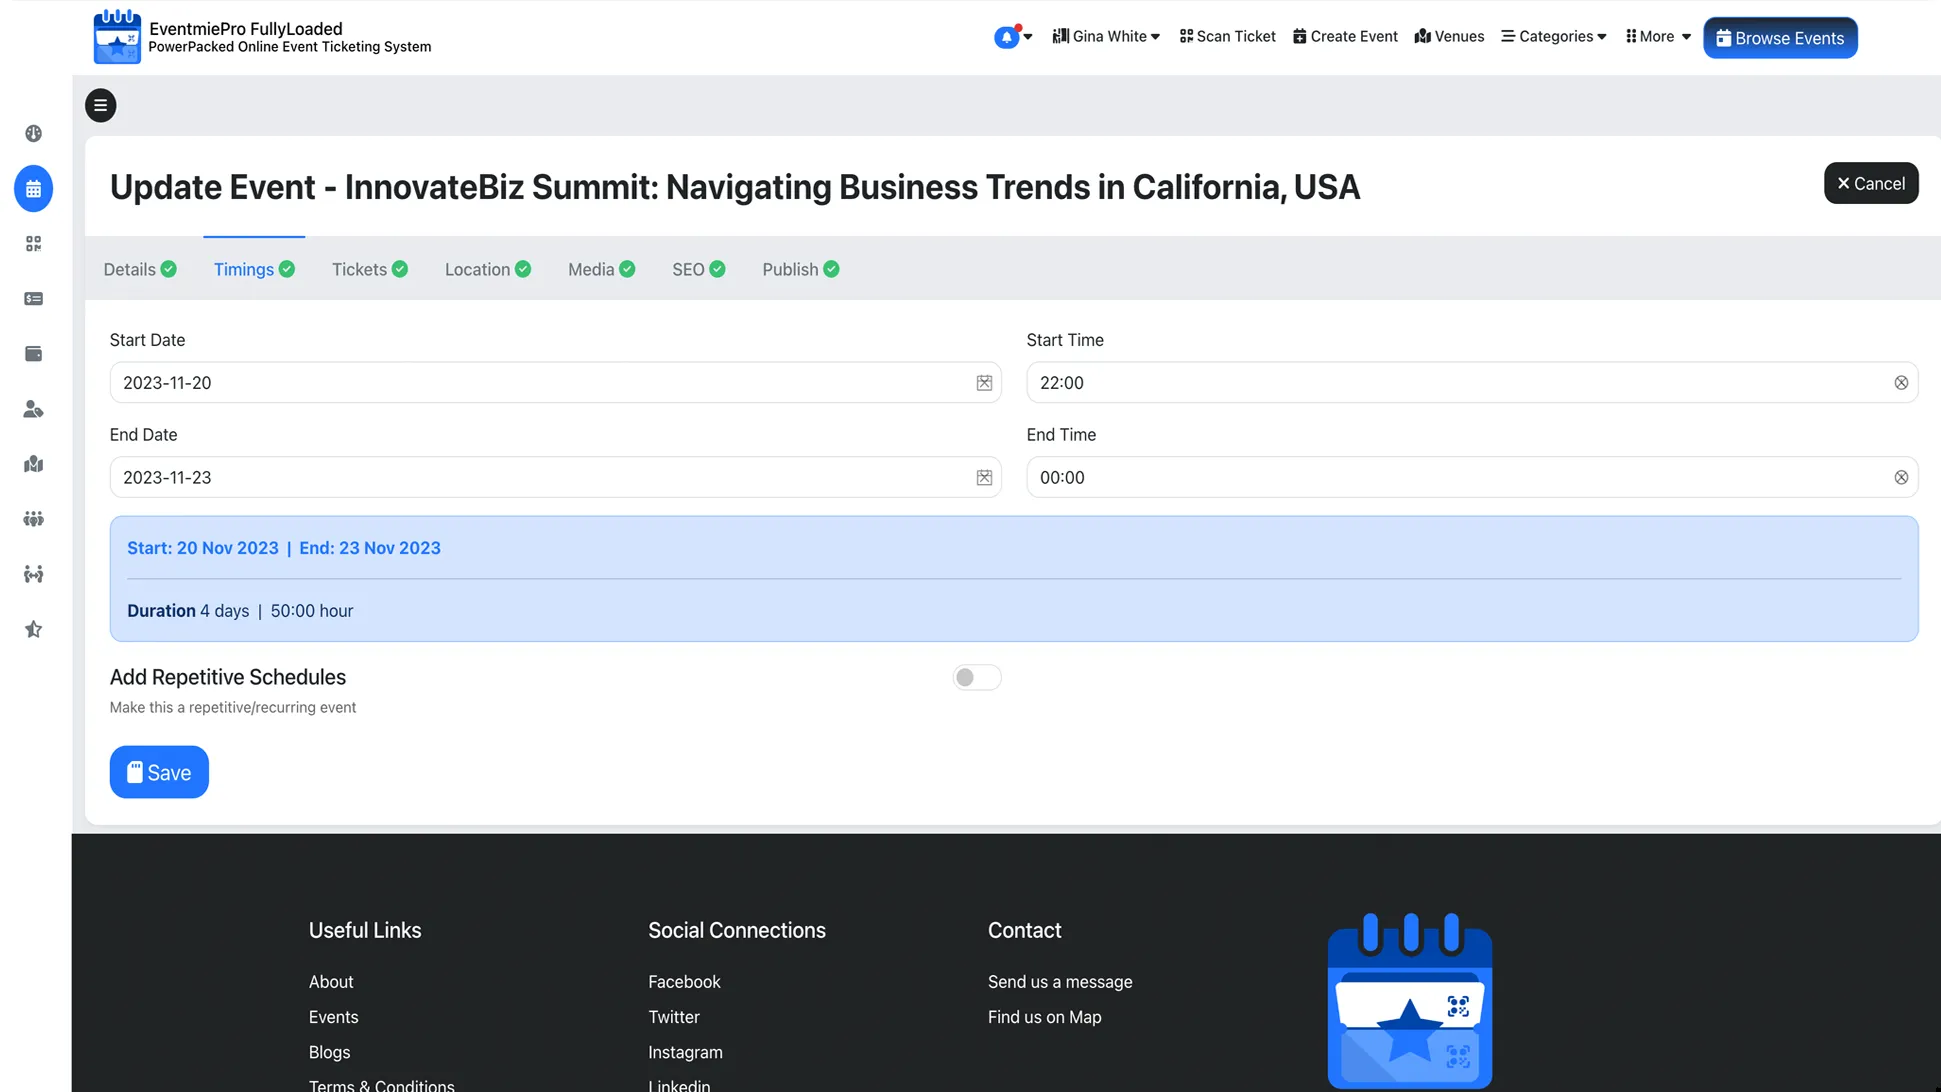 EventmiePro FullyLoaded
PowerPacked Online Event Ticketing System
Gina White
Scan Ticket
Create Event
Venues
Categories
More
Browse Events
Update Event - InnovateBiz Summit: Navigating Business Trends in California, USA
Cancel
Details
Timings
Tickets
Location
Media
SEO
Publish
Start Date
Start Time
2023-11-20
22:00
End Date
End Time
2023-11-23
00:00
Start: 20 Nov 2023 | End: 23 Nov 2023
Duration 4 days | 50:00 hour
Add Repetitive Schedules
Make this a repetitive/recurring event
Save
Useful Links
Social Connections
Contact
About
Facebook
Send us a message
Events
Twitter
Find us on Map
Blogs
Instagram
Terms & Conditions
Linkedin